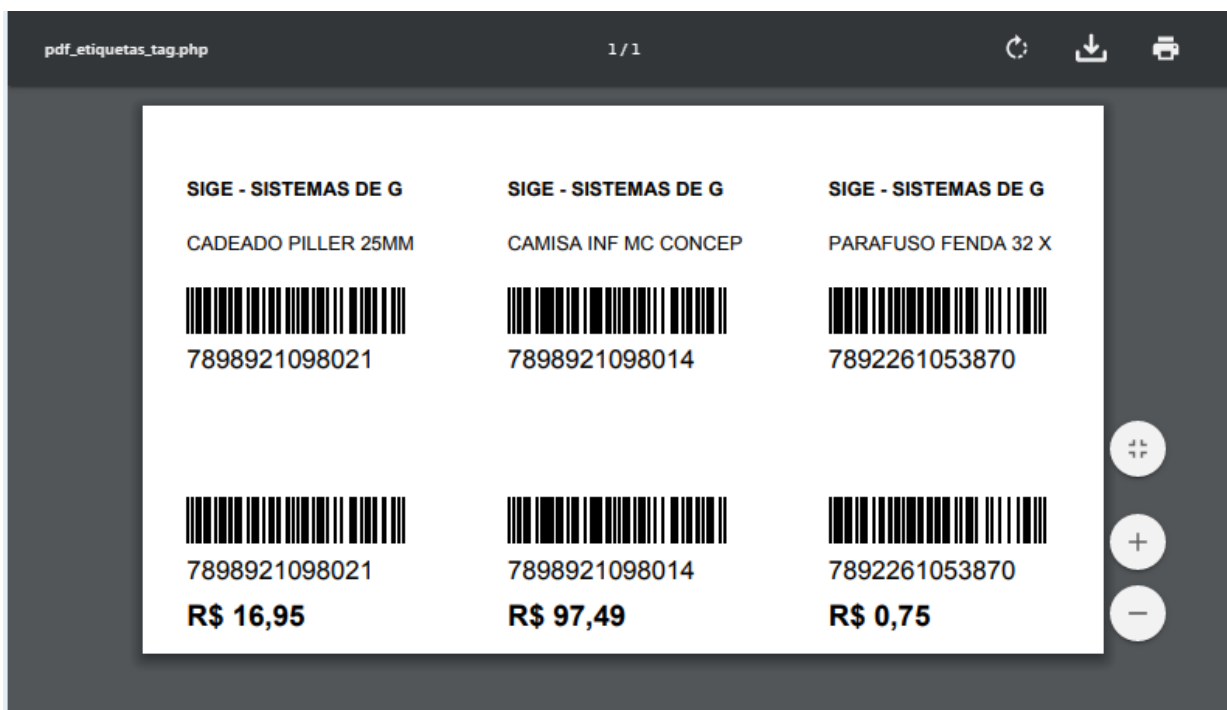 pdf_etiquetas_tag.php 1/1
SIGE - SISTEMAS DE G SIGE - SISTEMAS DE G SIGE - SISTEMAS DE G
CADEADO PILLER 25MM CAMISA INF MC CONCEP PARAFUSO FENDA 32 X
7898921098021 7898921098014 7892261053870
7898921098021 7898921098014 7892261053870
R$ 16,95 R$ 97,49 R$ 0,75